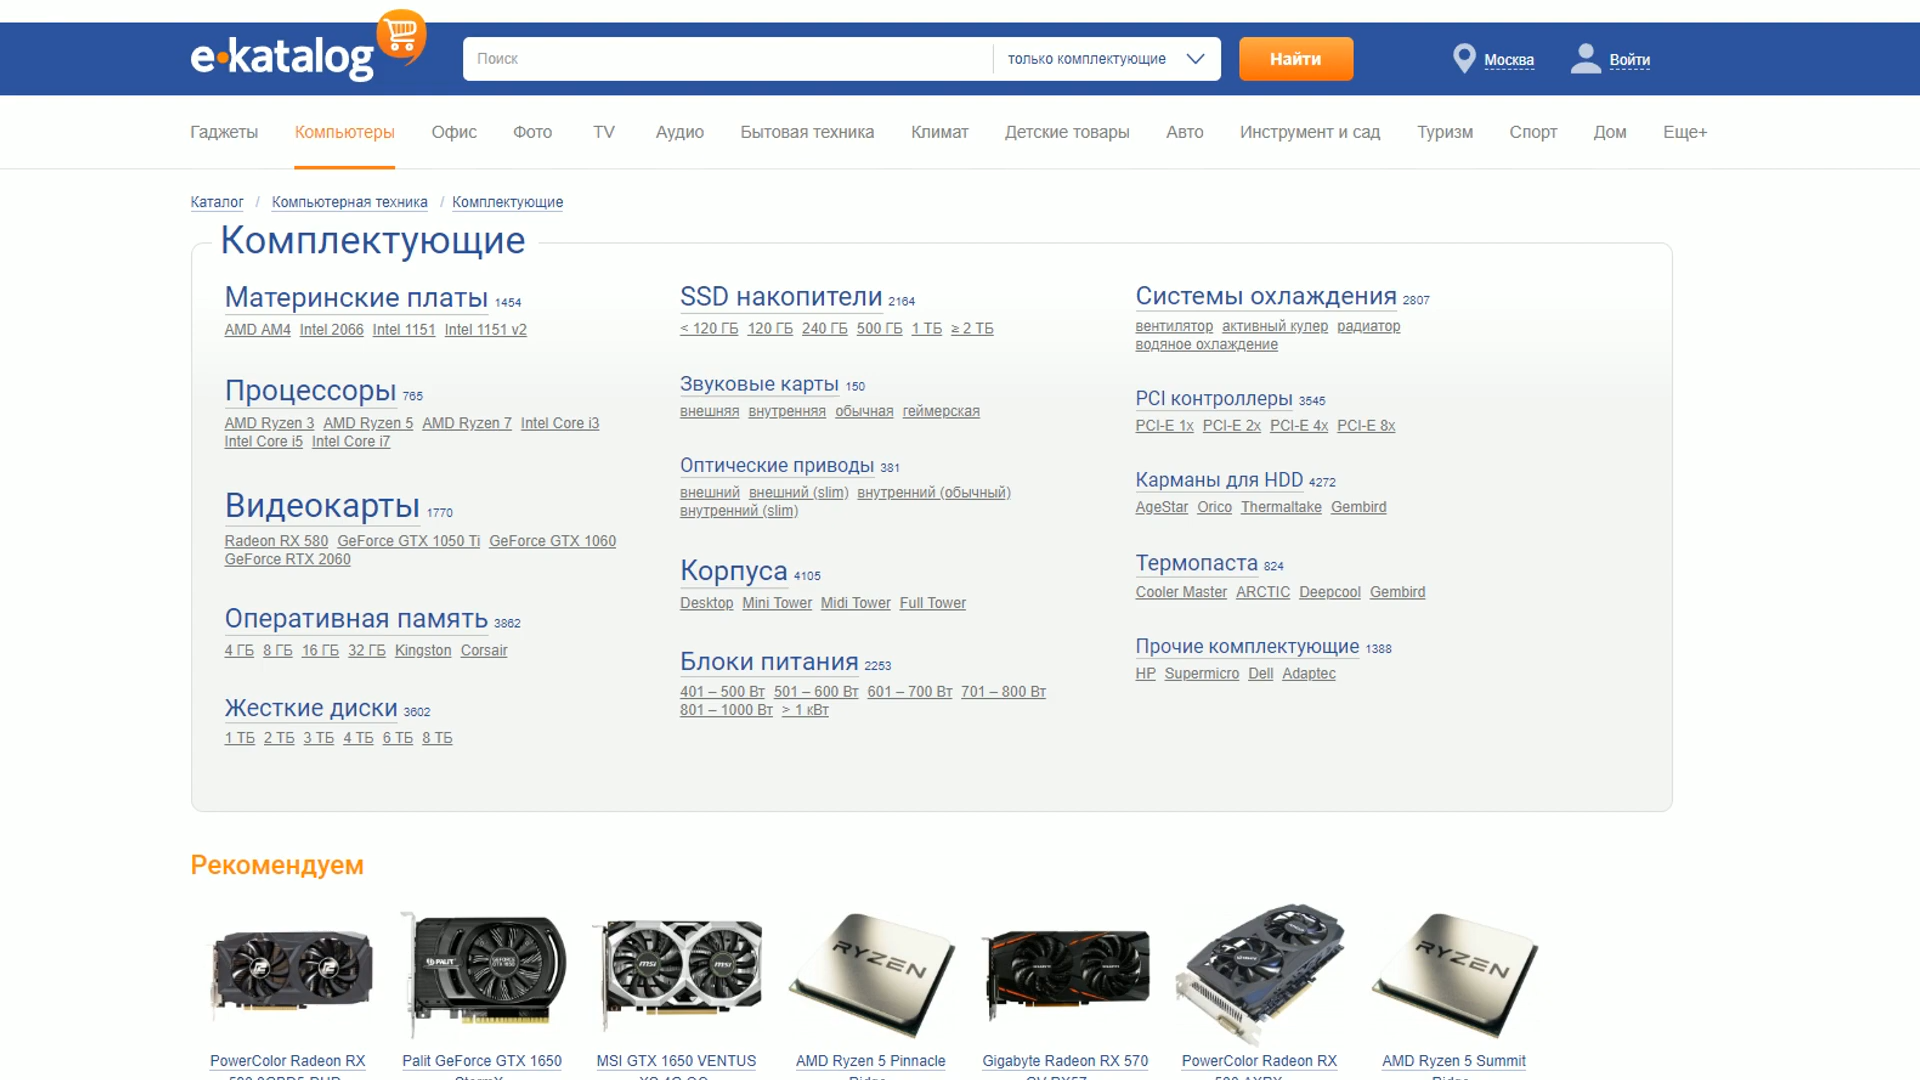 e·katalog
Поиск
только комплектующие
Найти
Москва
Войти
Гаджеты Компьютеры Офис Фото TV Аудио Бытовая техника Климат Детские товары Авто Инструмент и сад Туризм Спорт Дом Еще+
Каталог / Компьютерная техника / Комплектующие
Комплектующие
Материнские платы 1454
AMD AM4 Intel 2066 Intel 1151 Intel 1151 v2
Процессоры 765
AMD Ryzen 3 AMD Ryzen 5 AMD Ryzen 7 Intel Core i3
Intel Core i5 Intel Core i7
Видеокарты 1770
Radeon RX 580 GeForce GTX 1050 Ti GeForce GTX 1060
GeForce RTX 2060
Оперативная память 3862
4 ГБ 8 ГБ 16 ГБ 32 ГБ Kingston Corsair
Жесткие диски 3602
1 ТБ 2 ТБ 3 ТБ 4 ТБ 6 ТБ 8 ТБ
SSD накопители 2164
< 120 ГБ 120 ГБ 240 ГБ 500 ГБ 1 ТБ ≥ 2 ТБ
Звуковые карты 150
внешняя внутренняя обычная геймерская
Оптические приводы 381
внешний внешний (slim) внутренний (обычный)
внутренний (slim)
Корпуса 4105
Desktop Mini Tower Midi Tower Full Tower
Блоки питания 2253
401 – 500 Вт 501 – 600 Вт 601 – 700 Вт 701 – 800 Вт
801 – 1000 Вт > 1 кВт
Системы охлаждения 2807
вентилятор активный кулер радиатор
водяное охлаждение
PCI контроллеры 3545
PCI-E 1x PCI-E 2x PCI-E 4x PCI-E 8x
Карманы для HDD 4272
AgeStar Orico Thermaltake Gembird
Термопаста 824
Cooler Master ARCTIC Deepcool Gembird
Прочие комплектующие 1388
HP Supermicro Dell Adaptec
Рекомендуем
PALIT
msi msi
RYZEN
RYZEN
PowerColor Radeon RX
Palit GeForce GTX 1650
MSI GTX 1650 VENTUS
AMD Ryzen 5 Pinnacle
Gigabyte Radeon RX 570
PowerColor Radeon RX
AMD Ryzen 5 Summit